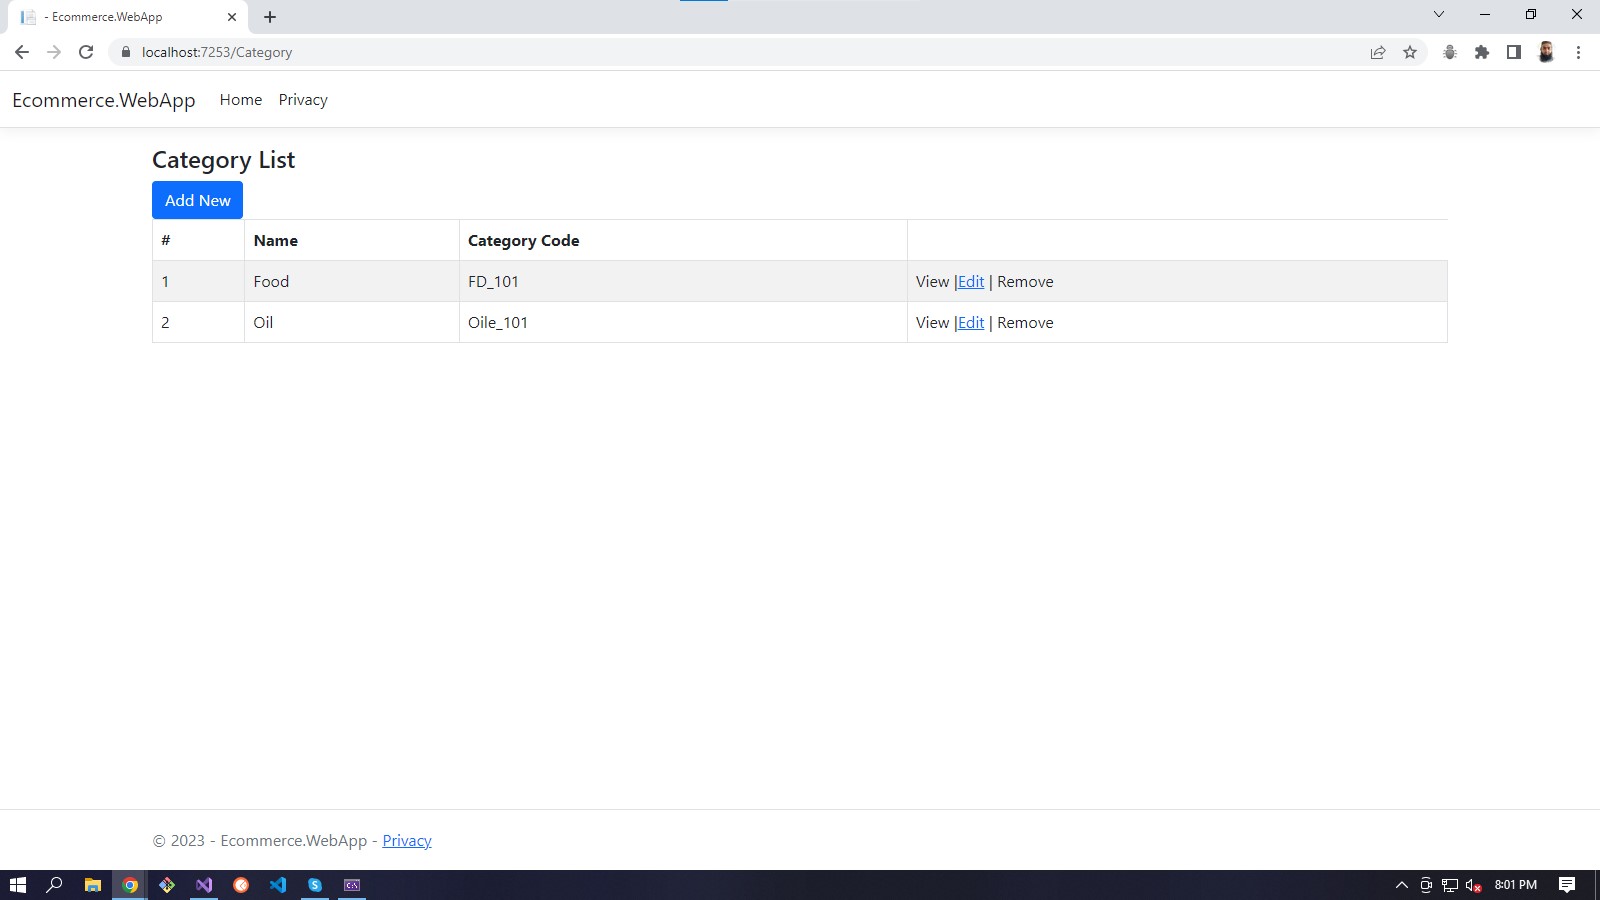 - Ecommerce.WebApp
localhost:7253/Category
Ecommerce.WebApp Home Privacy
Category List
Add New
# Name Category Code
1 Food FD_101 View |Edit | Remove
2 Oil Oile_101 View |Edit | Remove
© 2023 - Ecommerce.WebApp - Privacy
8:01 PM